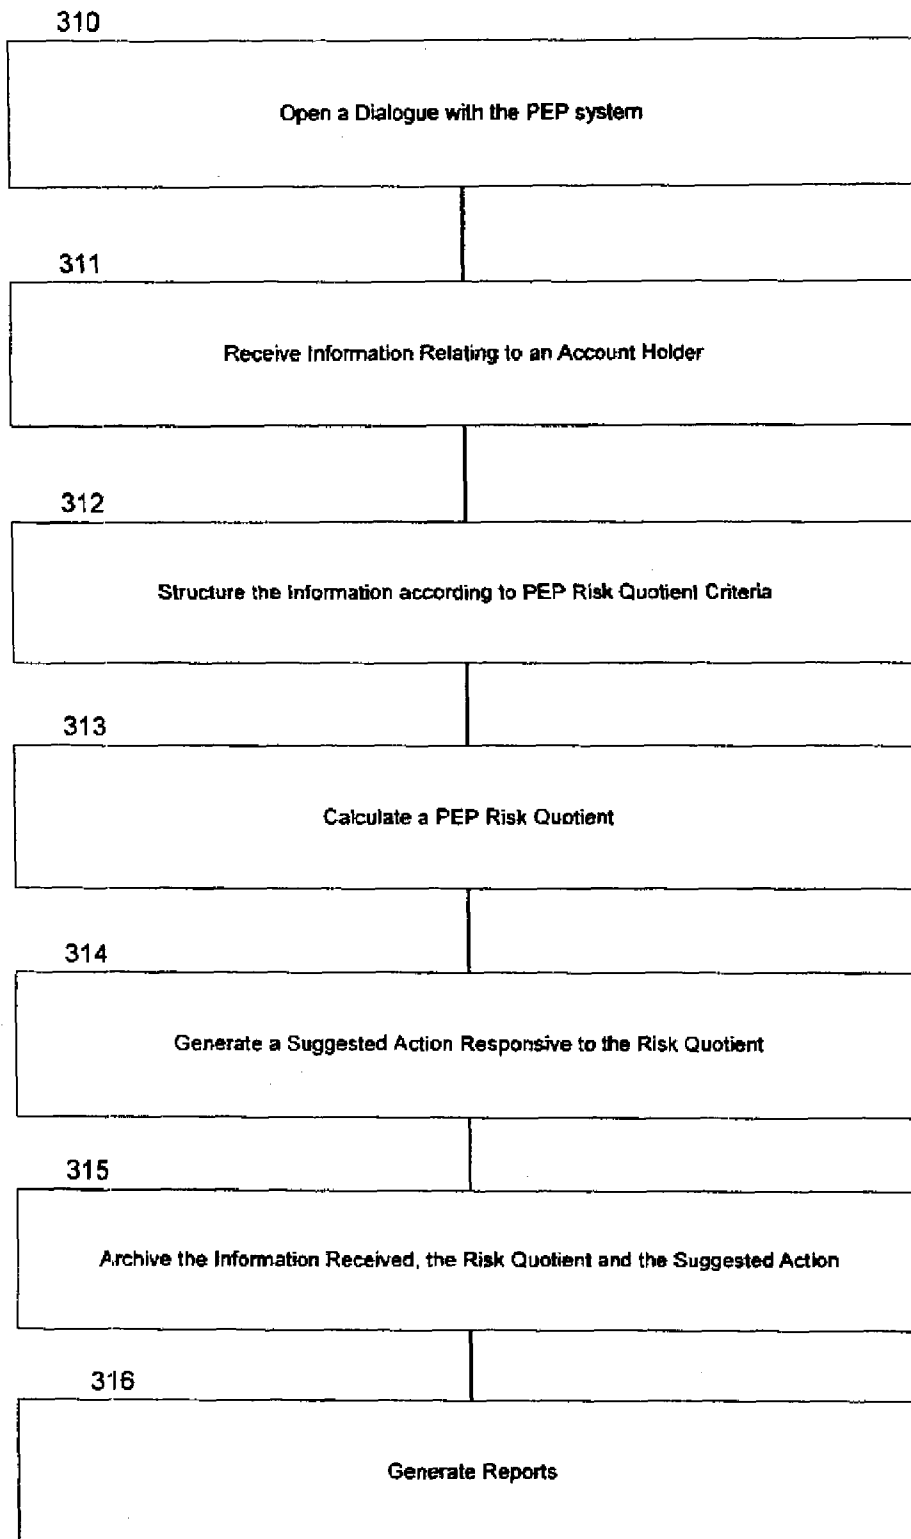 310
Open a Dialogue with the PEP system
311
Receive Information Relating to an Account Holder
312
Structure the Information according to PEP Risk Quotient Criteria
313
Calculate a PEP Risk Quotient
314
Generate a Suggested Action Responsive to the Risk Quotient
315
Archive the Information Received, the Risk Quotient and the Suggested Action
316
Generate Reports